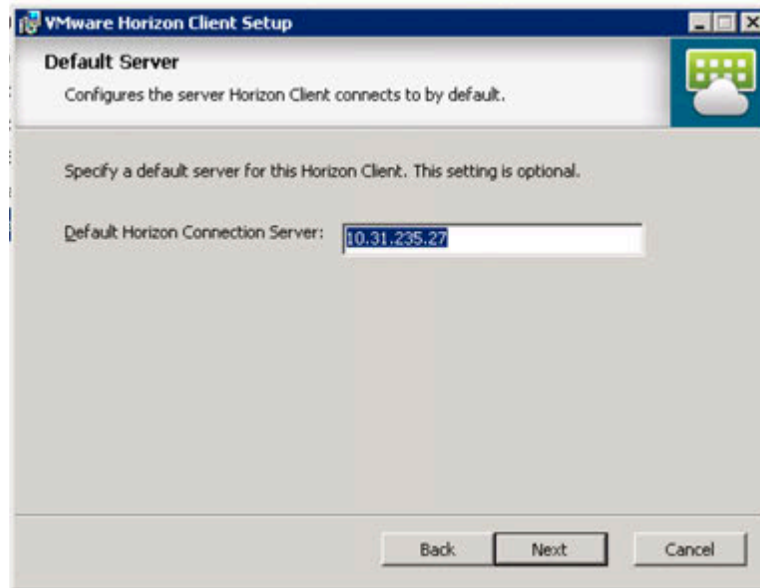 VMware Horizon Client Setup
Default Server
Configures the server Horizon Client connects to by default.
Specify a default server for this Horizon Client. This setting is optional.
Default Horizon Connection Server: 10.31.235.27
Back Next Cancel